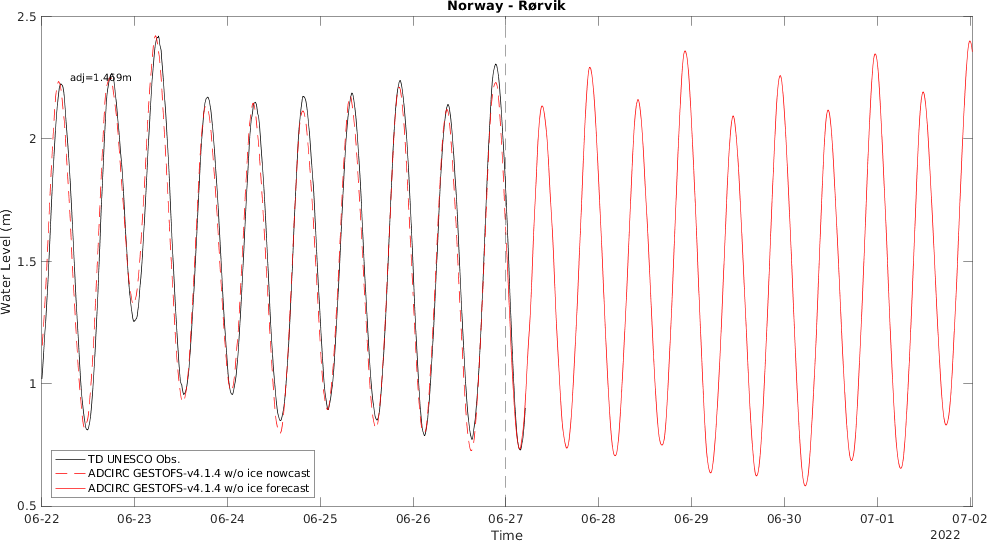 Norway - Rørvik
2.5
2
1.5
1
0.5
Water Level (m)
adj=1.469m
TD UNESCO Obs.
ADCIRC GESTOFS-v4.1.4 w/o ice nowcast
ADCIRC GESTOFS-v4.1.4 w/o ice forecast
06-22 06-23 06-24 06-25 06-26 06-27 06-28 06-29 06-30 07-01 07-02
Time
2022